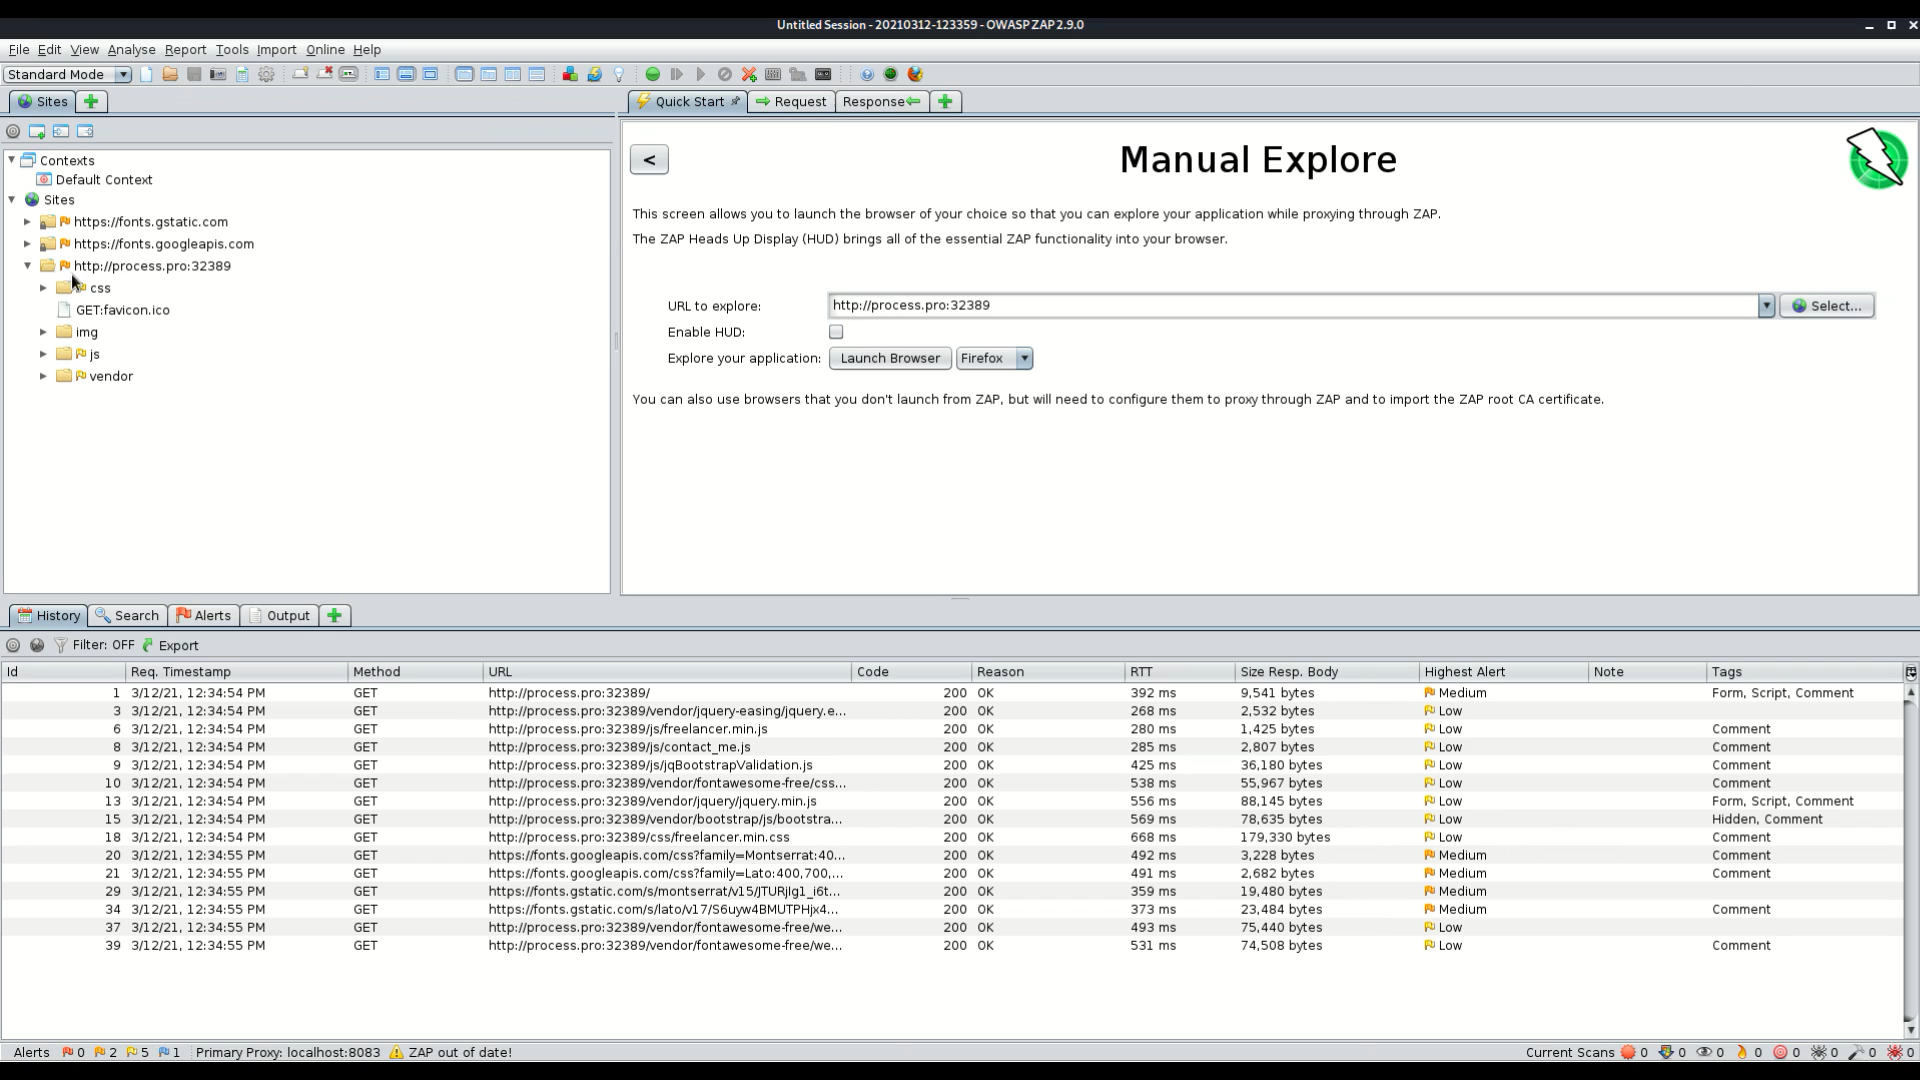 Untitled Session - 20210312-123359 - OWASP ZAP 2.9.0
File Edit View Analyse Report Tools Import Online Help
Standard Mode
Sites
Quick Start Request Response
Contexts
Default Context
Sites
https://fonts.gstatic.com
https://fonts.googleapis.com
http://process.pro:32389
css
GET:favicon.ico
img
js
vendor
<
Manual Explore
This screen allows you to launch the browser of your choice so that you can explore your application while proxying through ZAP.
The ZAP Heads Up Display (HUD) brings all of the essential ZAP functionality into your browser.
URL to explore: http://process.pro:32389 Select...
Enable HUD:
Explore your application: Launch Browser Firefox
You can also use browsers that you don't launch from ZAP, but will need to configure them to proxy through ZAP and to import the ZAP root CA certificate.
History Search Alerts Output
Filter: OFF Export
Id Req. Timestamp Method URL Code Reason RTT Size Resp. Body Highest Alert Note Tags
1 3/12/21, 12:34:54 PM GET http://process.pro:32389/ 200 OK 392 ms 9,541 bytes Medium Form, Script, Comment
3 3/12/21, 12:34:54 PM GET http://process.pro:32389/vendor/jquery-easing/jquery.e... 200 OK 268 ms 2,532 bytes Low
6 3/12/21, 12:34:54 PM GET http://process.pro:32389/js/freelancer.min.js 200 OK 280 ms 1,425 bytes Low Comment
8 3/12/21, 12:34:54 PM GET http://process.pro:32389/js/contact_me.js 200 OK 285 ms 2,807 bytes Low Comment
9 3/12/21, 12:34:54 PM GET http://process.pro:32389/js/jqBootstrapValidation.js 200 OK 425 ms 36,180 bytes Low Comment
10 3/12/21, 12:34:54 PM GET http://process.pro:32389/vendor/fontawesome-free/css... 200 OK 538 ms 55,967 bytes Low Comment
13 3/12/21, 12:34:54 PM GET http://process.pro:32389/vendor/jquery/jquery.min.js 200 OK 556 ms 88,145 bytes Low Form, Script, Comment
15 3/12/21, 12:34:54 PM GET http://process.pro:32389/vendor/bootstrap/js/bootstra... 200 OK 569 ms 78,635 bytes Low Hidden, Comment
18 3/12/21, 12:34:54 PM GET http://process.pro:32389/css/freelancer.min.css 200 OK 668 ms 179,330 bytes Low Comment
20 3/12/21, 12:34:55 PM GET https://fonts.googleapis.com/css?family=Montserrat:40... 200 OK 492 ms 3,228 bytes Medium Comment
21 3/12/21, 12:34:55 PM GET https://fonts.googleapis.com/css?family=Lato:400,700,... 200 OK 491 ms 2,682 bytes Medium Comment
29 3/12/21, 12:34:55 PM GET https://fonts.gstatic.com/s/montserrat/v15/JTURjIg1_i6t... 200 OK 359 ms 19,480 bytes Medium
34 3/12/21, 12:34:55 PM GET https://fonts.gstatic.com/s/lato/v17/S6uyw4BMUTPHjx4... 200 OK 373 ms 23,484 bytes Medium Comment
37 3/12/21, 12:34:55 PM GET http://process.pro:32389/vendor/fontawesome-free/we... 200 OK 493 ms 75,440 bytes Low
39 3/12/21, 12:34:55 PM GET http://process.pro:32389/vendor/fontawesome-free/we... 200 OK 531 ms 74,508 bytes Low Comment
Alerts 0 2 5 1 Primary Proxy: localhost:8083 ZAP out of date! Current Scans 0 0 0 0 0 0 0 0